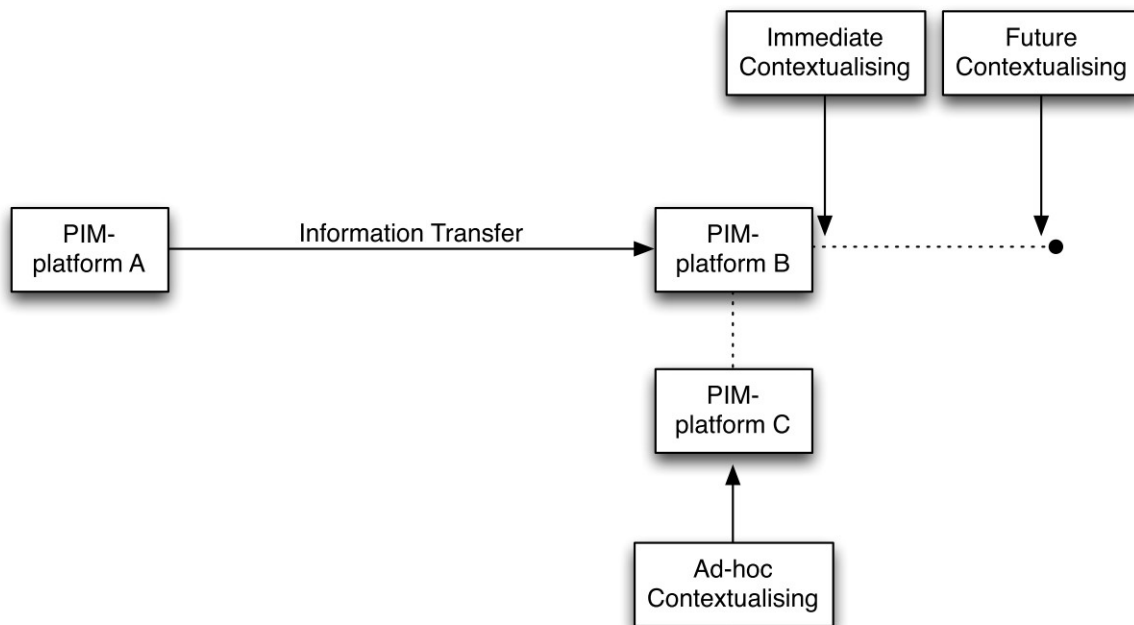 Immediate
Contextualising
Future
Contextualising
PIM-
platform A
Information Transfer
PIM-
platform B
PIM-
platform C
Ad-hoc
Contextualising